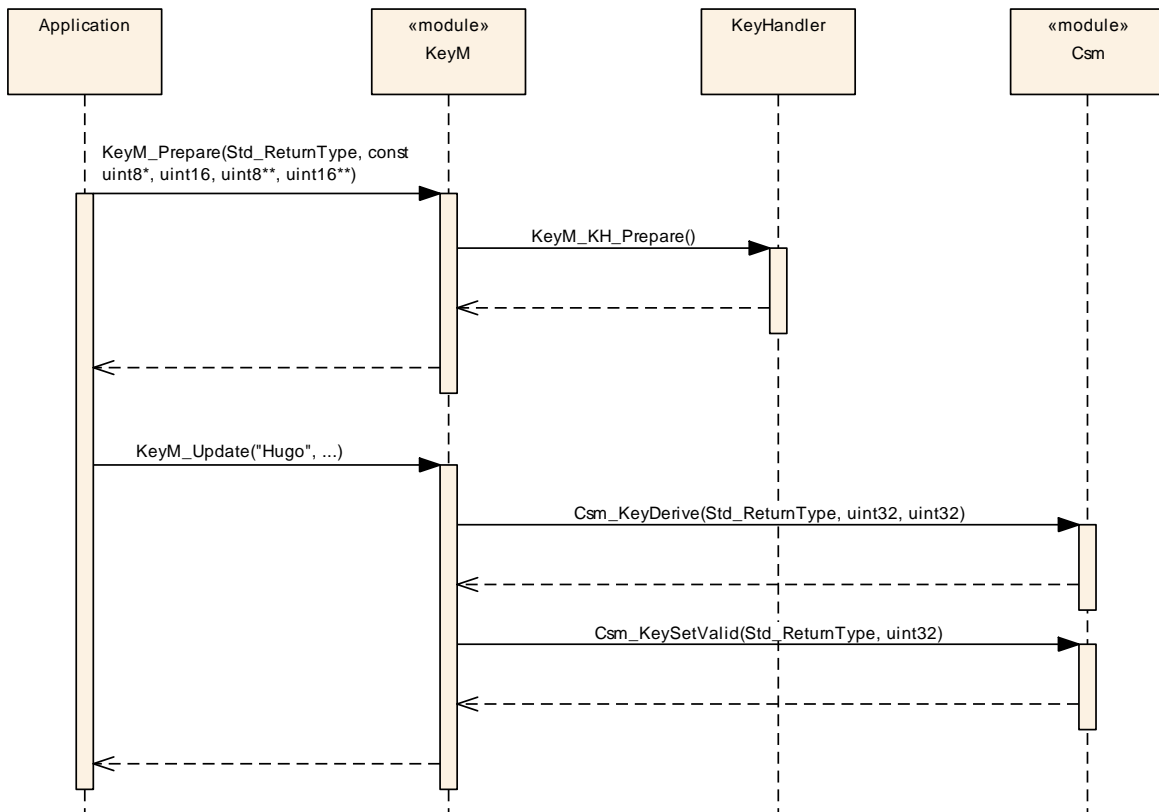 Application
«module»
KeyM
KeyHandler
«module»
Csm
KeyM_Prepare(Std_ReturnType, const
uint8*, uint16, uint8**, uint16**)
KeyM_KH_Prepare()
KeyM_Update("Hugo", ...)
Csm_KeyDerive(Std_ReturnType, uint32, uint32)
Csm_KeySetValid(Std_ReturnType, uint32)